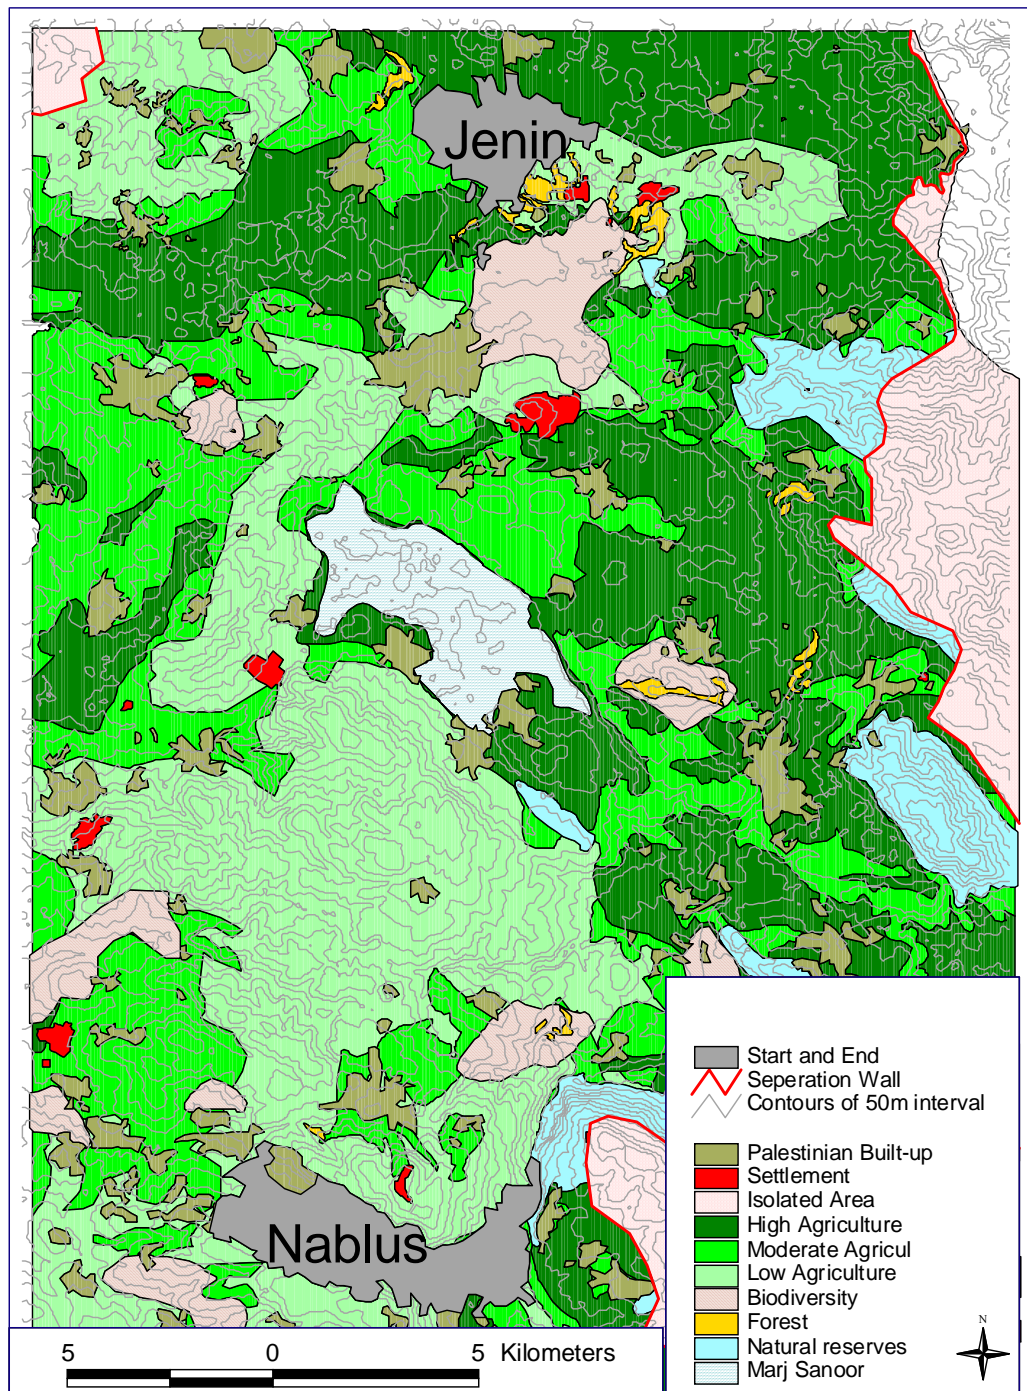 Jenin
Nablus
Start and End
Seperation Wall
Contours of 50m interval
Palestinian Built-up
Settlement
Isolated Area
High Agriculture
Moderate Agricul
Low Agriculture
Biodiversity
Forest
Natural reserves
Marj Sanoor
N
5 0 5 Kilometers